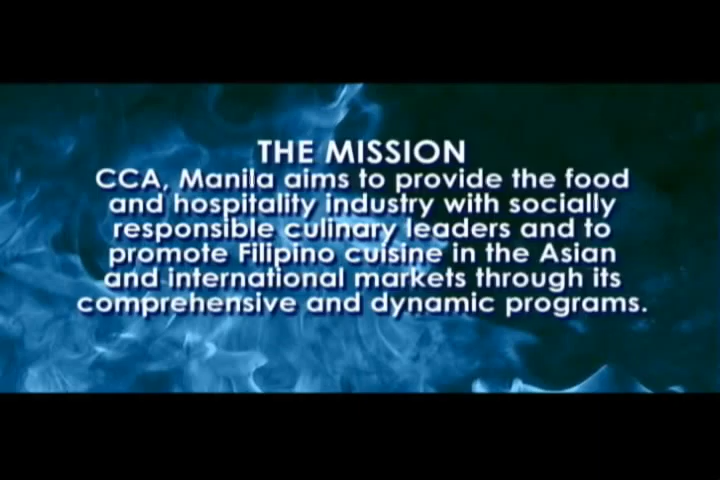 THE MISSION
CCA, Manila aims to provide the food
and hospitality industry with socially
responsible culinary leaders and to
promote Filipino cuisine in the Asian
and international markets through its
comprehensive and dynamic programs.